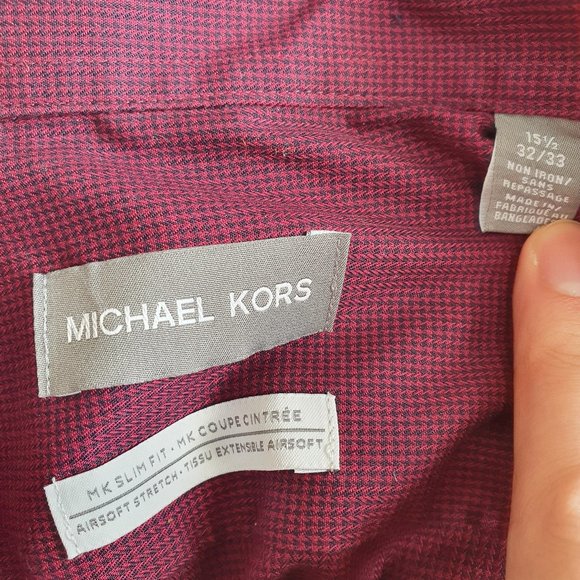 MICHAEL KORS
MK SLIM FIT • MK COUPE CINTRÉE
AIRSOFT STRETCH • TISSU EXTENSIBLE AIRSOFT
15½
32/33
NON IRON/
SANS
REPASSAGE
MADE IN/
FABRIQUÉ AU